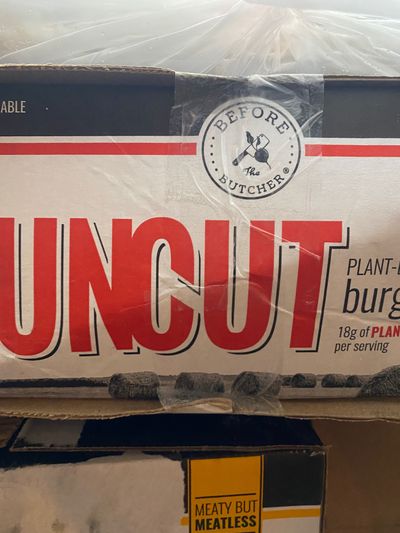 ABLE
BEFORE
The
BUTCHER®
UNCUT
PLANT-
burg
18g of PLAN
per serving
MEATY BUT
MEATLESS